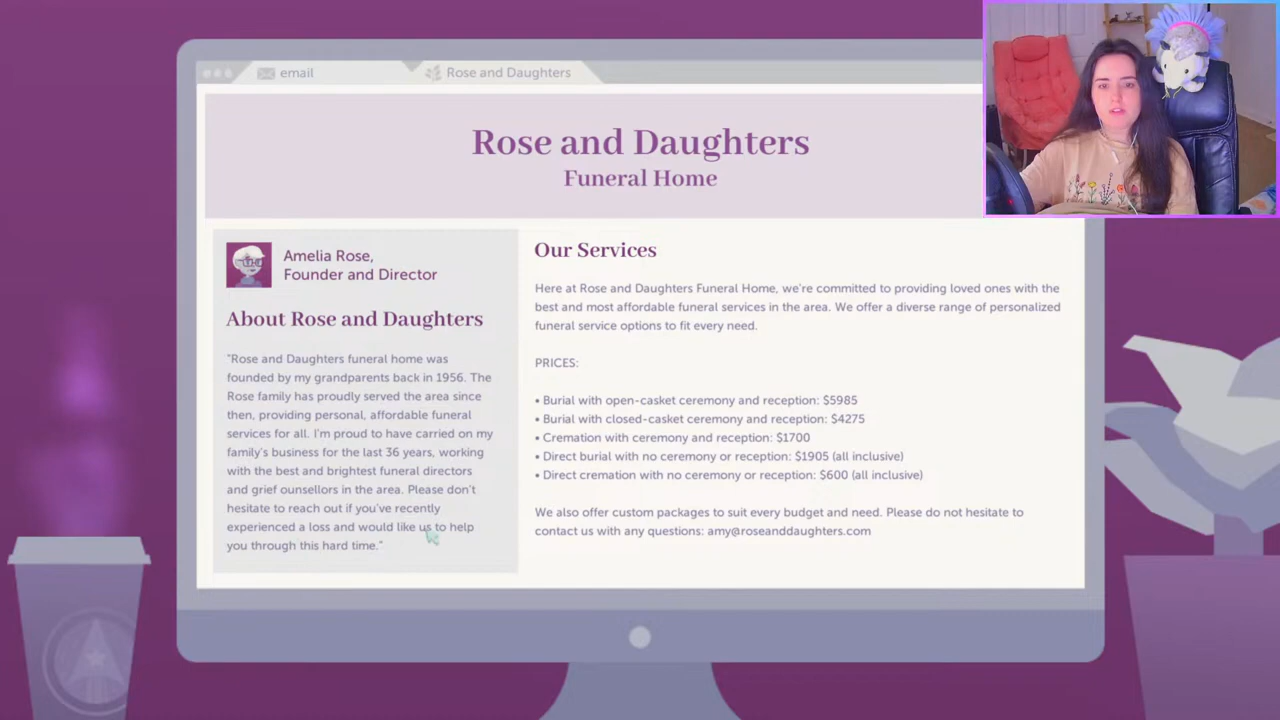 email
Rose and Daughters
Rose and Daughters
Funeral Home
Amelia Rose,
Founder and Director
About Rose and Daughters
"Rose and Daughters funeral home was
founded by my grandparents back in 1956. The
Rose family has proudly served the area since
then, providing personal, affordable funeral
services for all. I'm proud to have carried on my
family's business for the last 36 years, working
with the best and brightest funeral directors
and grief ounsellors in the area. Please don't
hesitate to reach out if you've recently
experienced a loss and would like us to help
you through this hard time."
Our Services
Here at Rose and Daughters Funeral Home, we're committed to providing loved ones with the
best and most affordable funeral services in the area. We offer a diverse range of personalized
funeral service options to fit every need.
PRICES:
• Burial with open-casket ceremony and reception: $5985
• Burial with closed-casket ceremony and reception: $4275
• Cremation with ceremony and reception: $1700
• Direct burial with no ceremony or reception: $1905 (all inclusive)
• Direct cremation with no ceremony or reception: $600 (all inclusive)
We also offer custom packages to suit every budget and need. Please do not hesitate to
contact us with any questions: amy@roseanddaughters.com